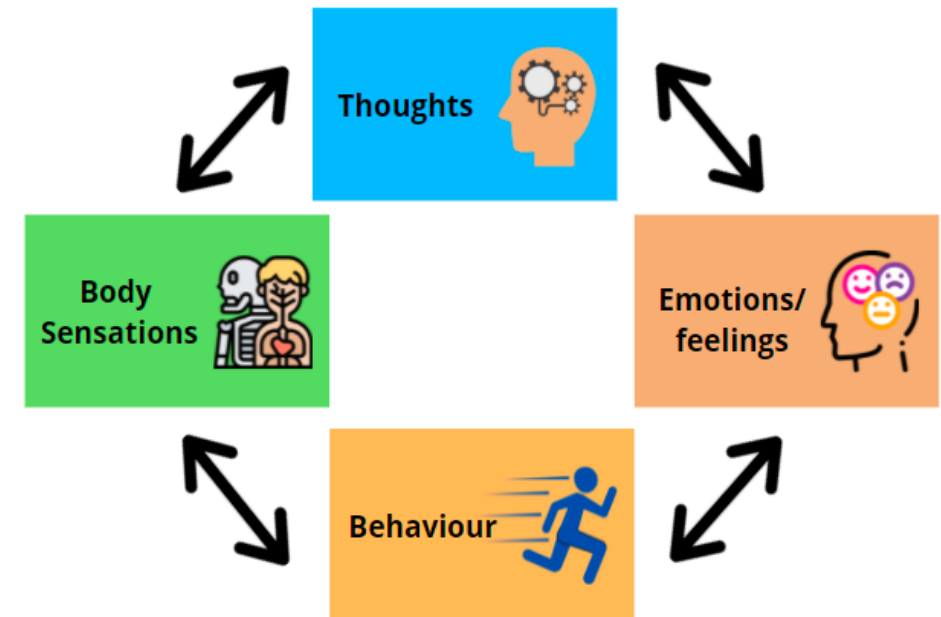 Thoughts
Body
Sensations
Emotions/
feelings
Behaviour